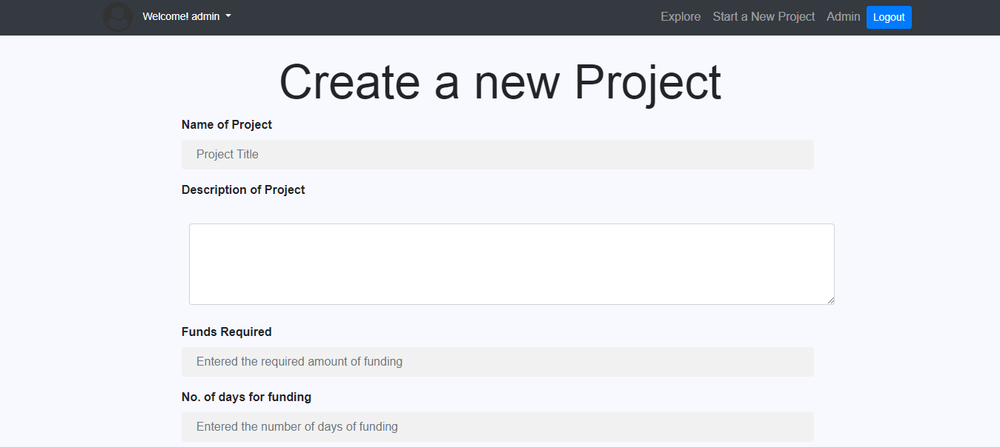 Welcome! admin Explore Start a New Project Admin Logout
Create a new Project
Name of Project
Project Title
Description of Project
Funds Required
Entered the required amount of funding
No. of days for funding
Entered the number of days of funding